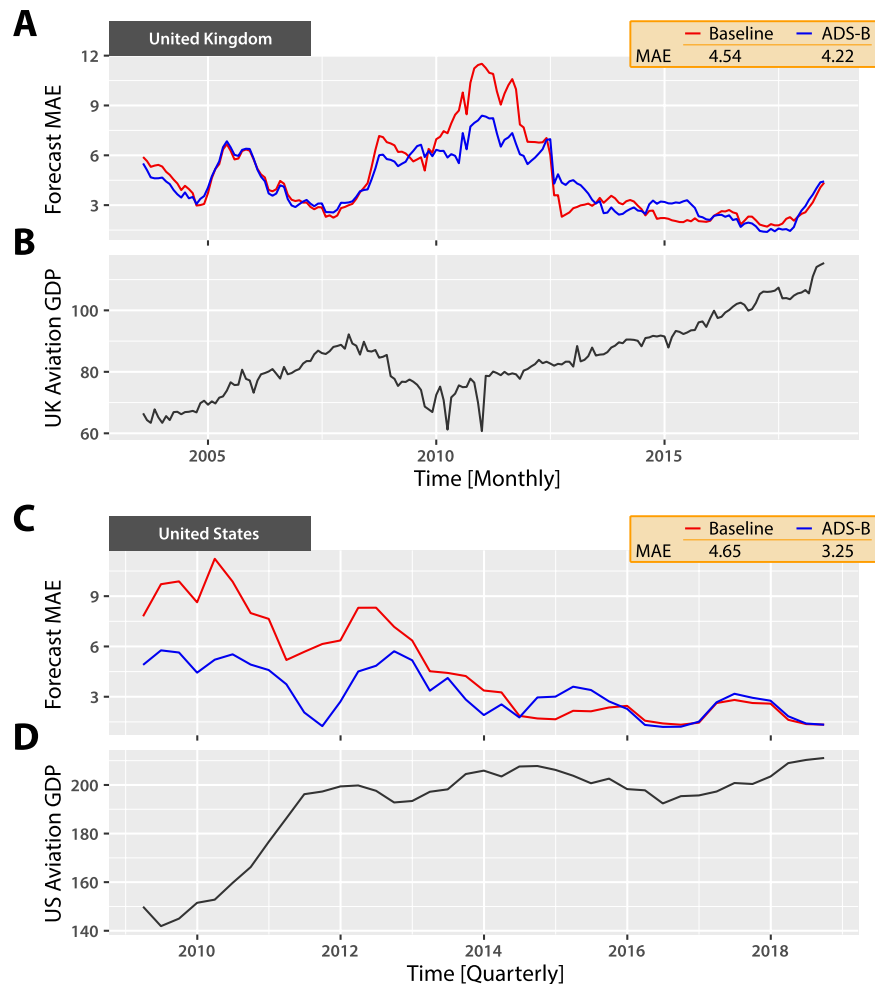 A
United Kingdom
Baseline ADS-B
MAE 4.54 4.22
Forecast MAE
12
9
6
3
B
UK Aviation GDP
100
80
60
2005 2010 2015
Time [Monthly]
C
United States
Baseline ADS-B
MAE 4.65 3.25
Forecast MAE
9
6
3
D
US Aviation GDP
200
180
160
140
2010 2012 2014 2016 2018
Time [Quarterly]